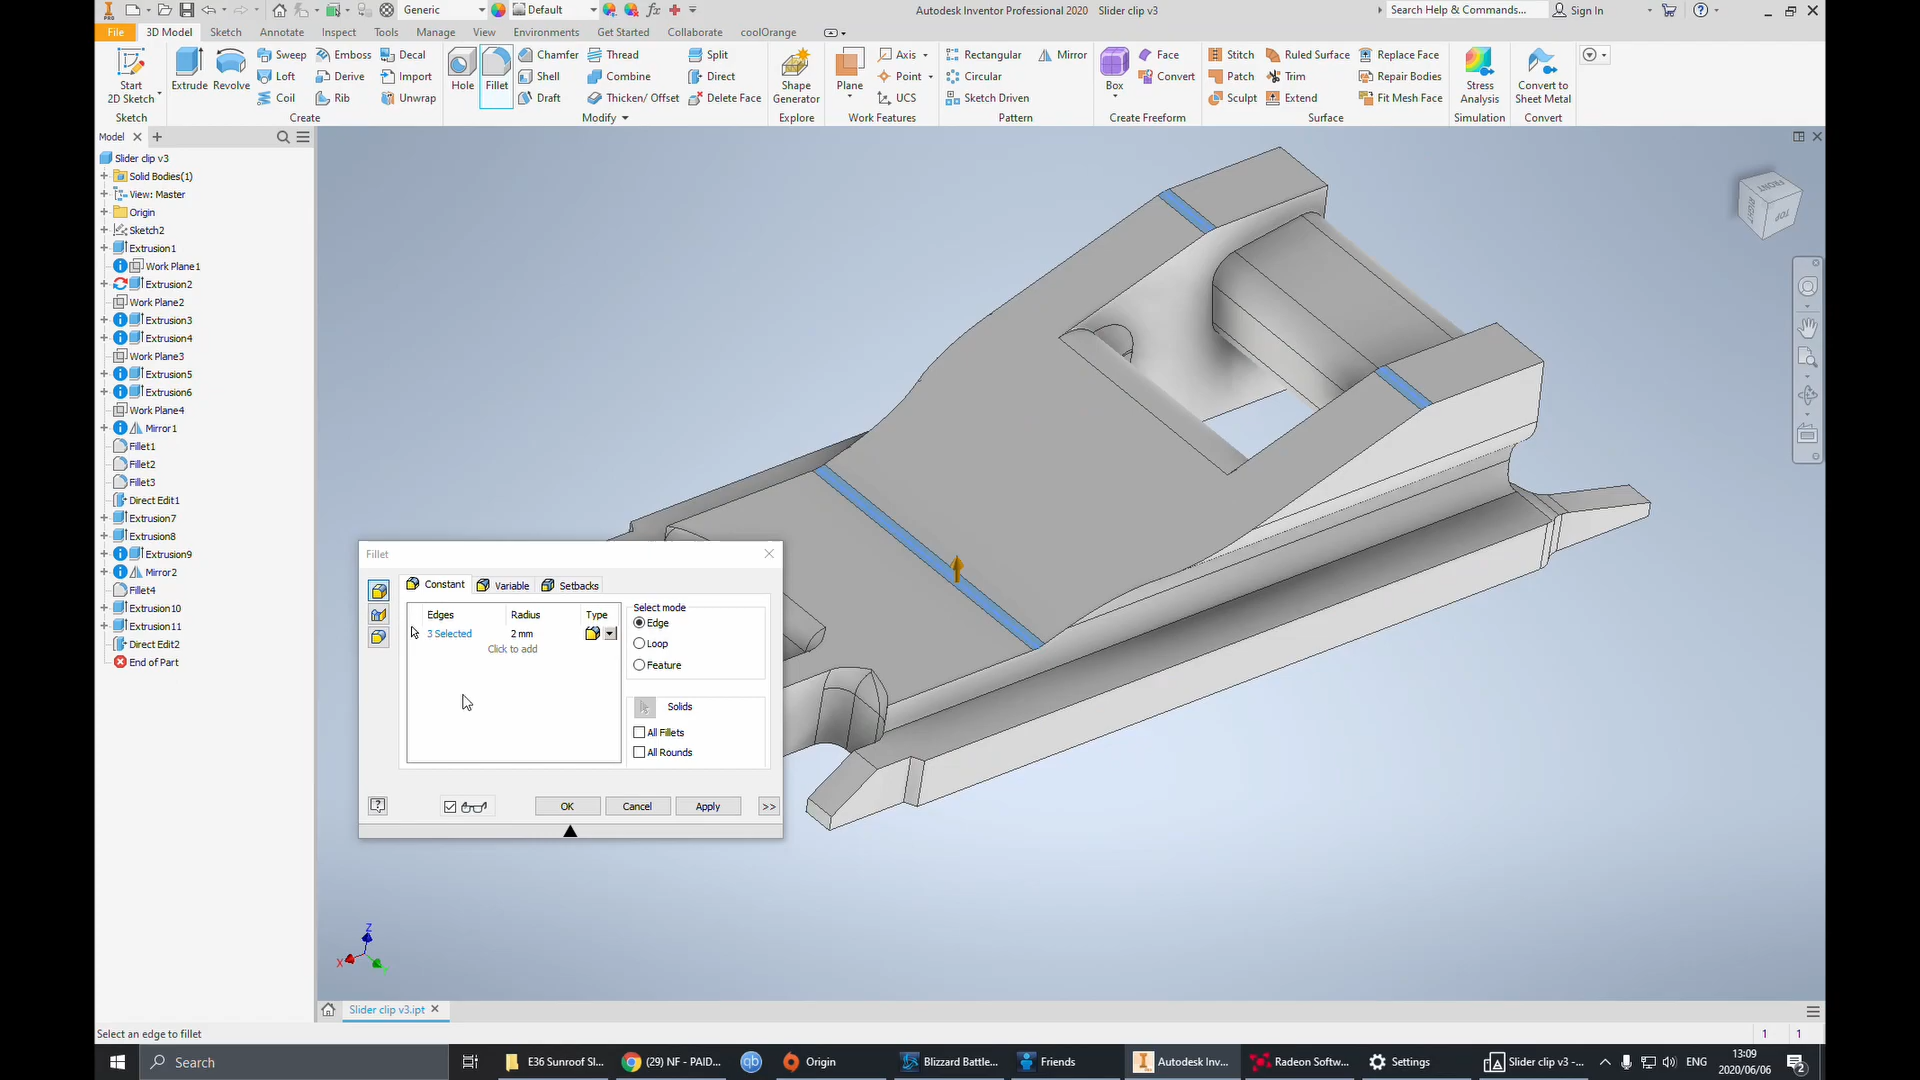 Generic
Default
Autodesk Inventor Professional 2020 Slider clip v3
Search Help & Commands...
Sign In
File
3D Model
Sketch
Annotate
Inspect
Tools
Manage
View
Environments
Get Started
Collaborate
coolOrange
Start
2D Sketch
Sketch
Extrude
Revolve
Sweep
Loft
Coil
Emboss
Derive
Rib
Decal
Import
Unwrap
Create
Hole
Fillet
Chamfer
Shell
Draft
Thread
Combine
Thicken/ Offset
Split
Direct
Delete Face
Modify
Shape
Generator
Explore
Plane
Axis
Point
UCS
Work Features
Rectangular
Circular
Sketch Driven
Mirror
Pattern
Box
Face
Convert
Create Freeform
Stitch
Patch
Sculpt
Ruled Surface
Trim
Extend
Replace Face
Repair Bodies
Fit Mesh Face
Surface
Stress
Analysis
Simulation
Convert to
Sheet Metal
Convert
Model
Slider clip v3
Solid Bodies(1)
View: Master
Origin
Sketch2
Extrusion1
Work Plane1
Extrusion2
Work Plane2
Extrusion3
Extrusion4
Work Plane3
Extrusion5
Extrusion6
Work Plane4
Mirror1
Fillet1
Fillet2
Fillet3
Direct Edit1
Extrusion7
Extrusion8
Extrusion9
Mirror2
Fillet4
Extrusion10
Extrusion11
Direct Edit2
End of Part
FRONT
RIGHT
TOP
Fillet
Constant
Variable
Setbacks
Edges
Radius
Type
3 Selected
2 mm
Click to add
Select mode
Edge
Loop
Feature
Solids
All Fillets
All Rounds
OK
Cancel
Apply
>>
Z
X
Slider clip v3.ipt
Select an edge to fillet
1
1
Search
E36 Sunroof Sl...
(29) NF - PAID...
qb
Origin
Blizzard Battle...
Friends
Autodesk Inv...
Radeon Softw...
Settings
Slider clip v3 -...
ENG
13:09
2020/06/06
2